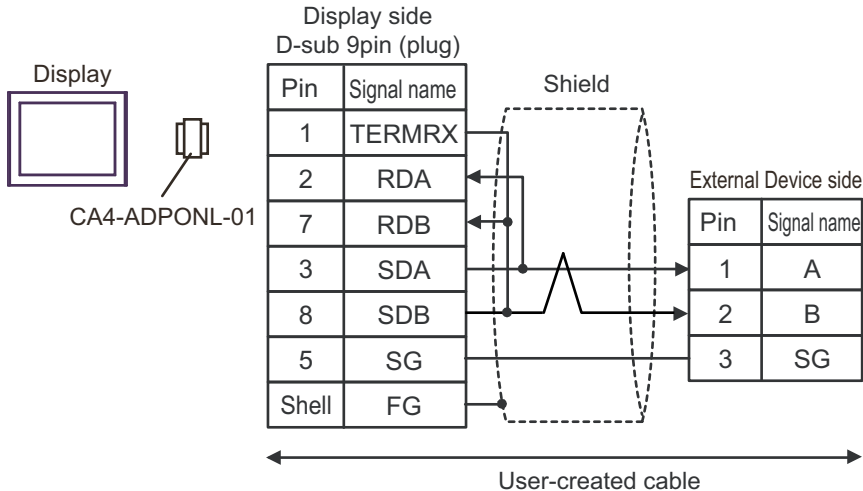 Display side
D-sub 9pin (plug)
Display
CA4-ADPONL-01
Pin Signal name
1 TERMRX
2 RDA
7 RDB
3 SDA
8 SDB
5 SG
Shell FG
Shield
External Device side
Pin Signal name
1 A
2 B
3 SG
User-created cable